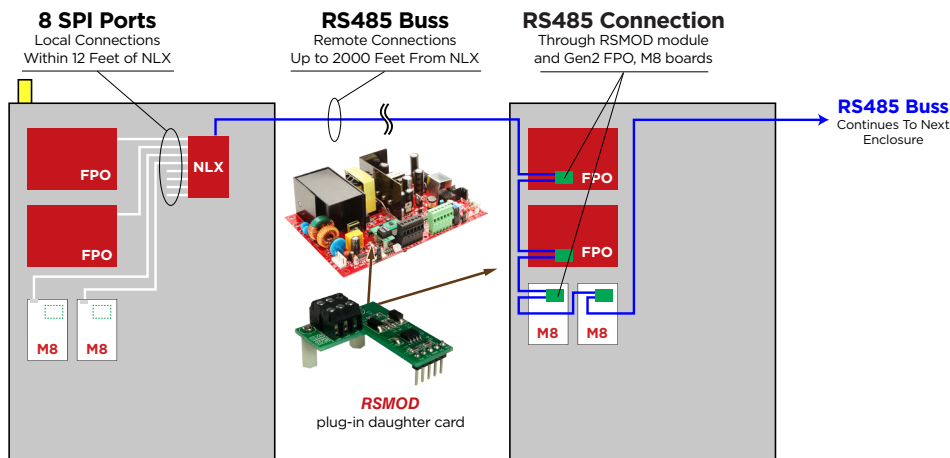 8 SPI Ports
Local Connections
Within 12 Feet of NLX
RS485 Buss
Remote Connections
Up to 2000 Feet From NLX
RS485 Connection
Through RSMOD module
and Gen2 FPO, M8 boards
RS485 Buss
Continues To Next
Enclosure
FPO
NLX
FPO
M8
M8
FPO
FPO
M8
M8
RSMOD
plug-in daughter card